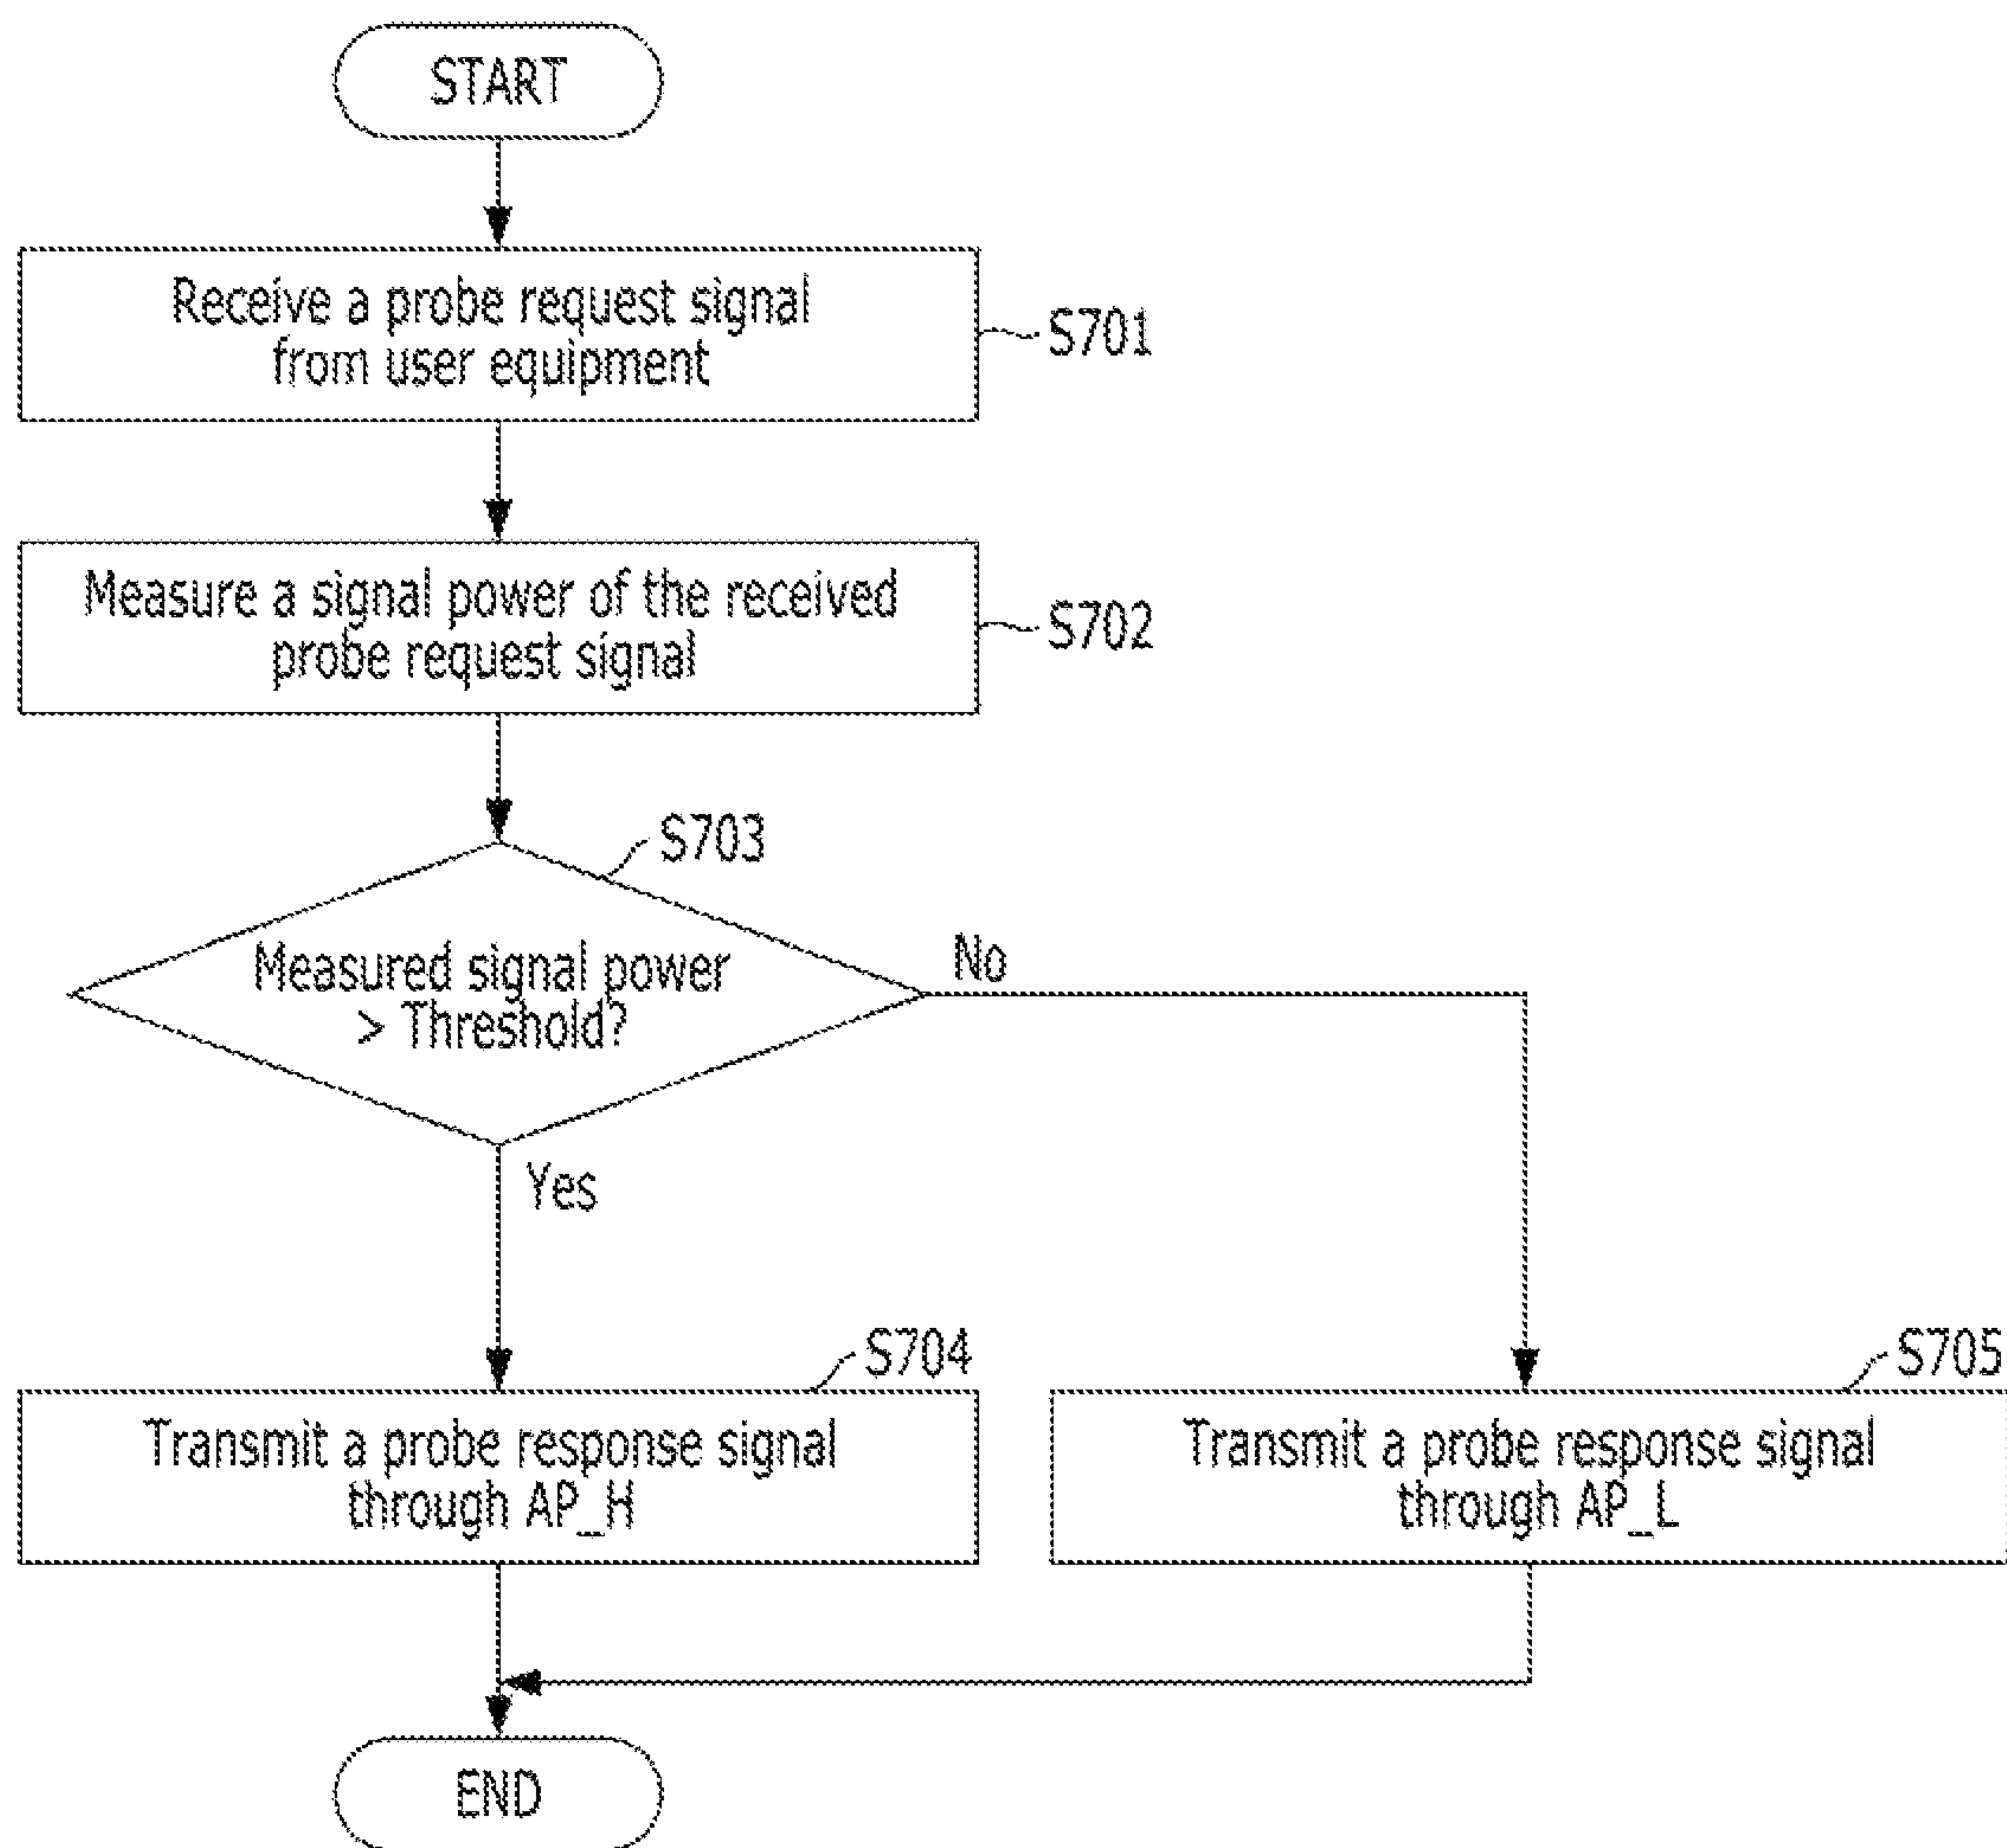 START
Receive a probe request signal
from user equipment
S701
Measure a signal power of the received
probe request signal
S702
S703
Measured signal power
> Threshold?
No
Yes
S704
Transmit a probe response signal
through AP_H
S705
Transmit a probe response signal
through AP_L
END